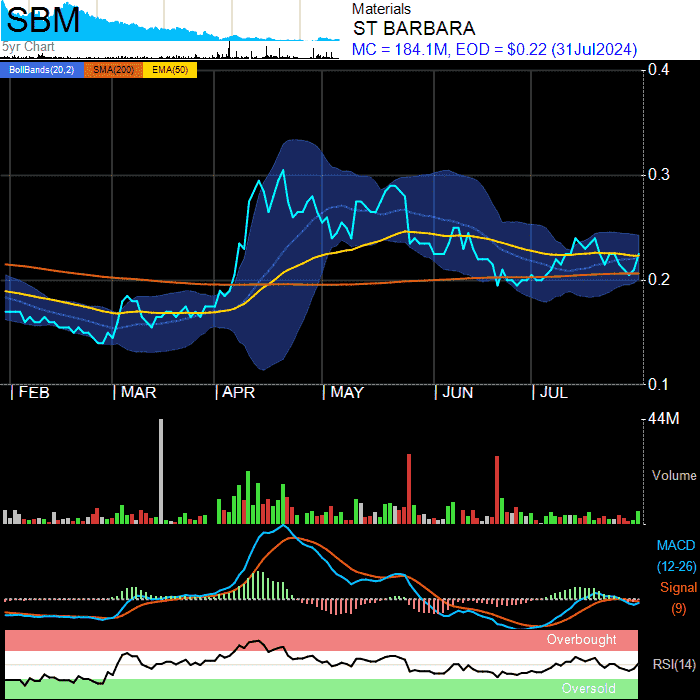 SBM
5yr Chart
Materials
ST BARBARA
MC = 184.1M, EOD = $0.22 (31Jul2024)
BollBands(20,2) SMA(200) EMA(50)
0.4
0.3
0.2
0.1
FEB MAR APR MAY JUN JUL
44M
Volume
MACD
(12-26)
Signal
(9)
Overbought
RSI(14)
Oversold